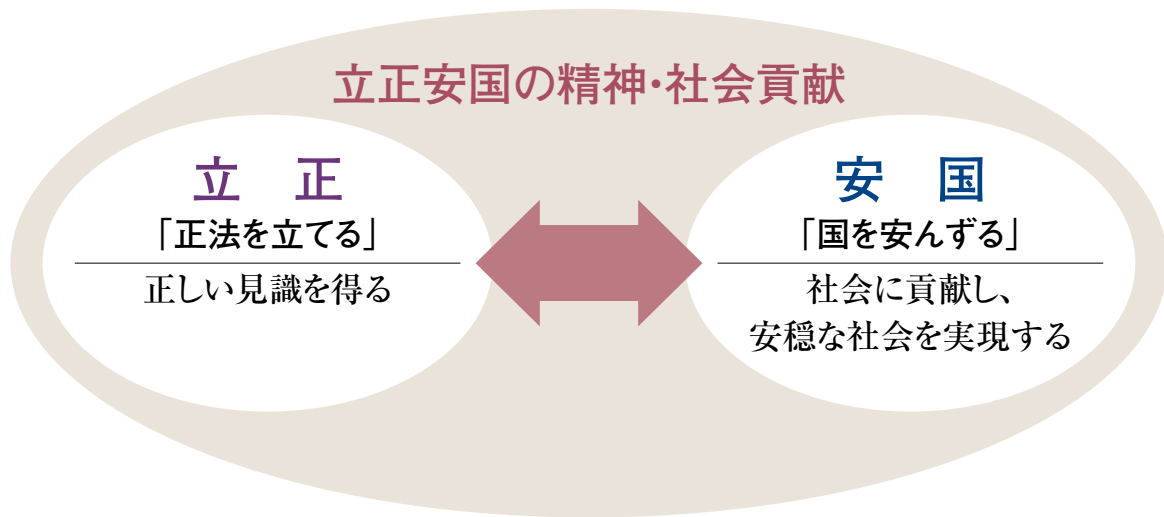 立正安国の精神・社会貢献
立 正
「正法を立てる」
正しい見識を得る
安 国
「国を安んずる」
社会に貢献し、
安穏な社会を実現する